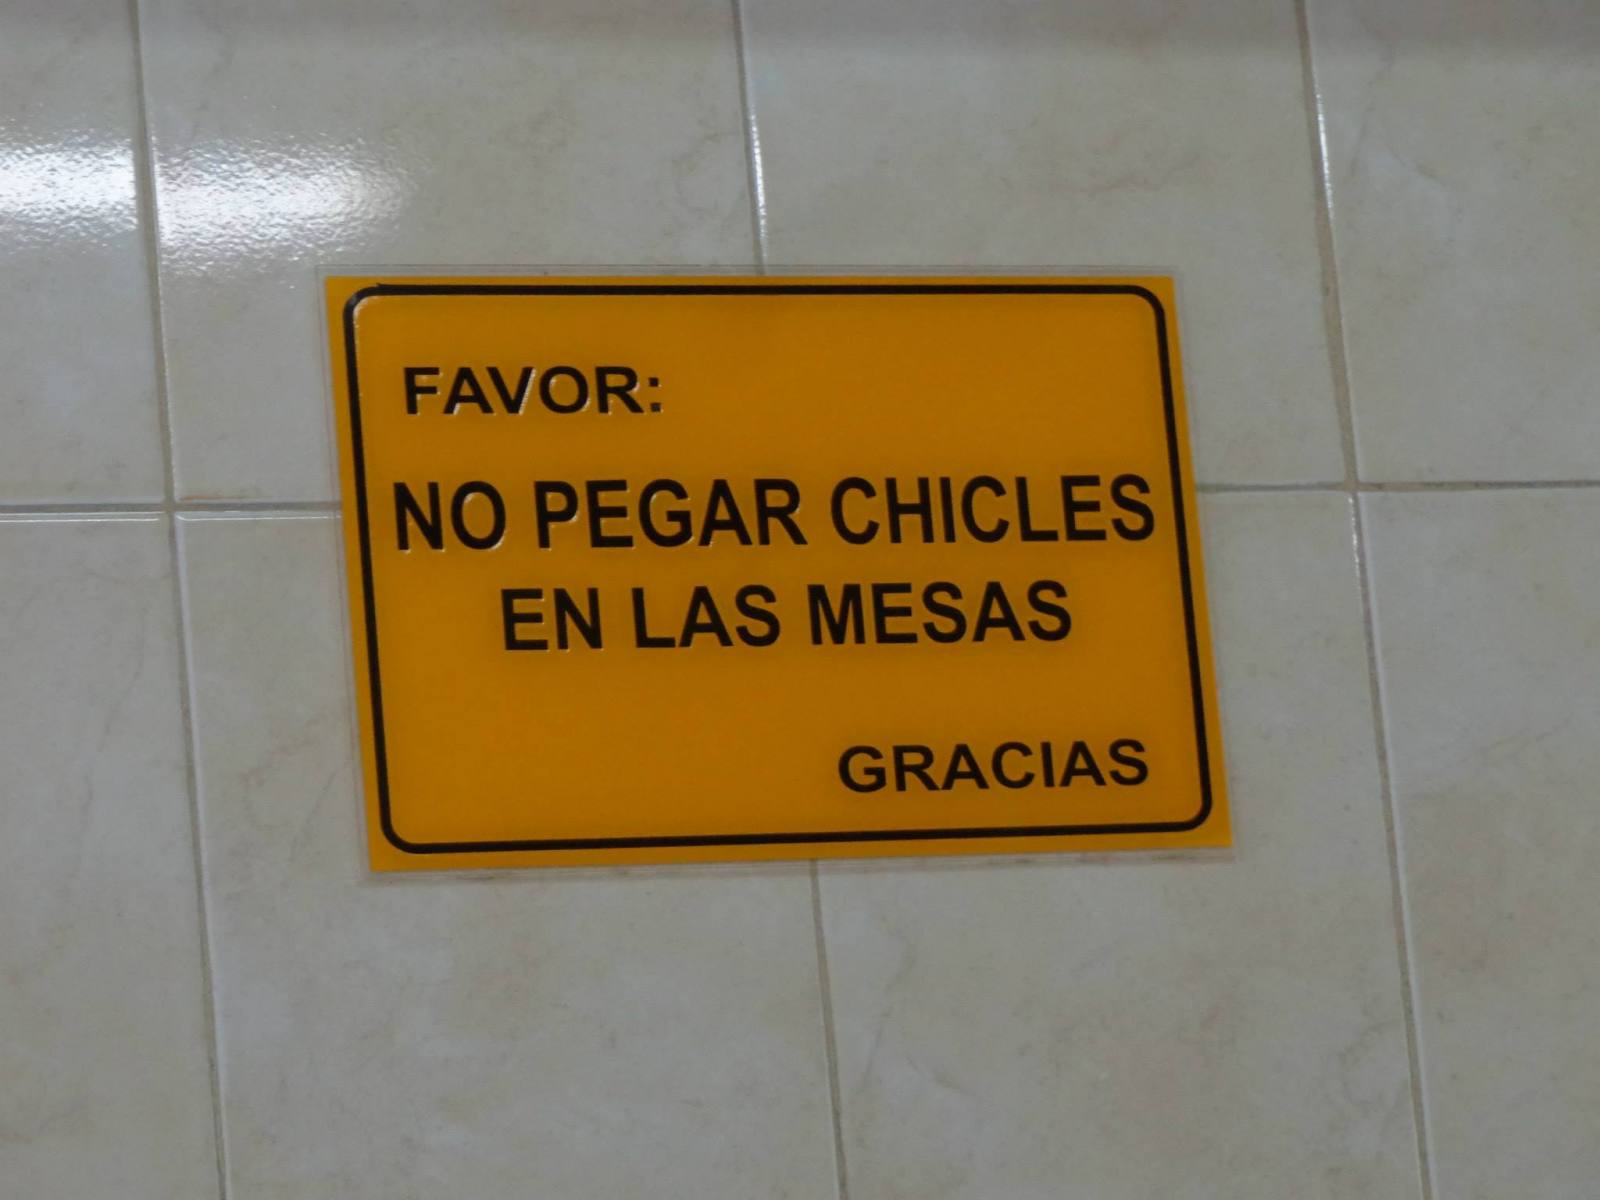 FAVOR:
NO PEGAR CHICLES
EN LAS MESAS
GRACIAS